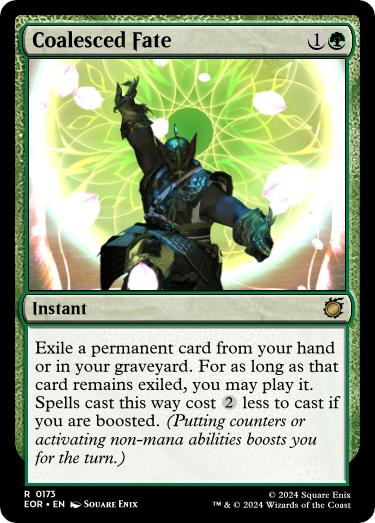 Coalesced Fate 1
Instant
Exile a permanent card from your hand
or in your graveyard. For as long as that
card remains exiled, you may play it.
Spells cast this way cost 2 less to cast if
you are boosted. (Putting counters or
activating non-mana abilities boosts you
for the turn.)
R 0173 © 2024 Square Enix
EOR • EN Square Enix ™ & © 2024 Wizards of the Coast